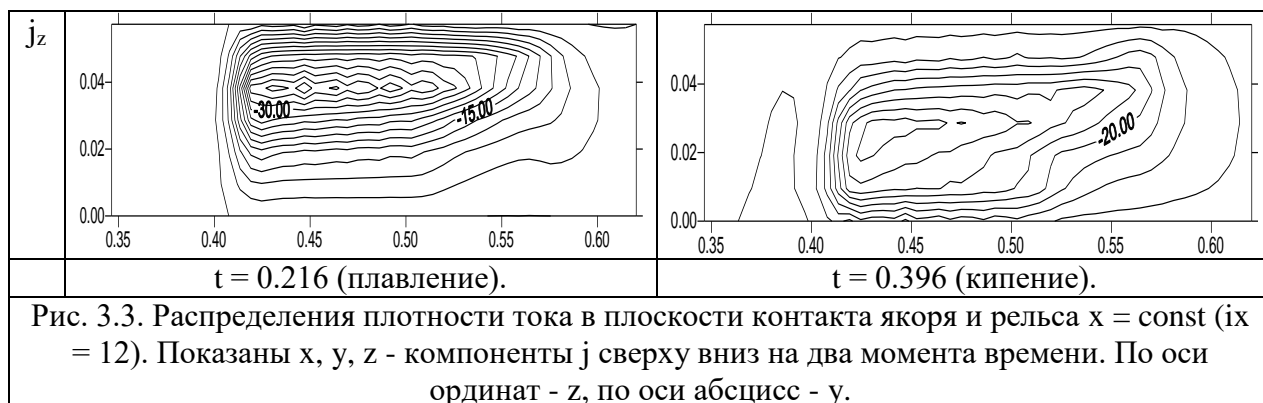 j_z
0.04
0.02
0.00
-30.00
-15.00
0.35 0.40 0.45 0.50 0.55 0.60
0.04
0.02
0.00
-20.00
0.35 0.40 0.45 0.50 0.55 0.60
t = 0.216 (плавление).
t = 0.396 (кипение).
Рис. 3.3. Распределения плотности тока в плоскости контакта якоря и рельса x = const (ix
= 12). Показаны x, y, z - компоненты j сверху вниз на два момента времени. По оси
ординат - z, по оси абсцисс - y.